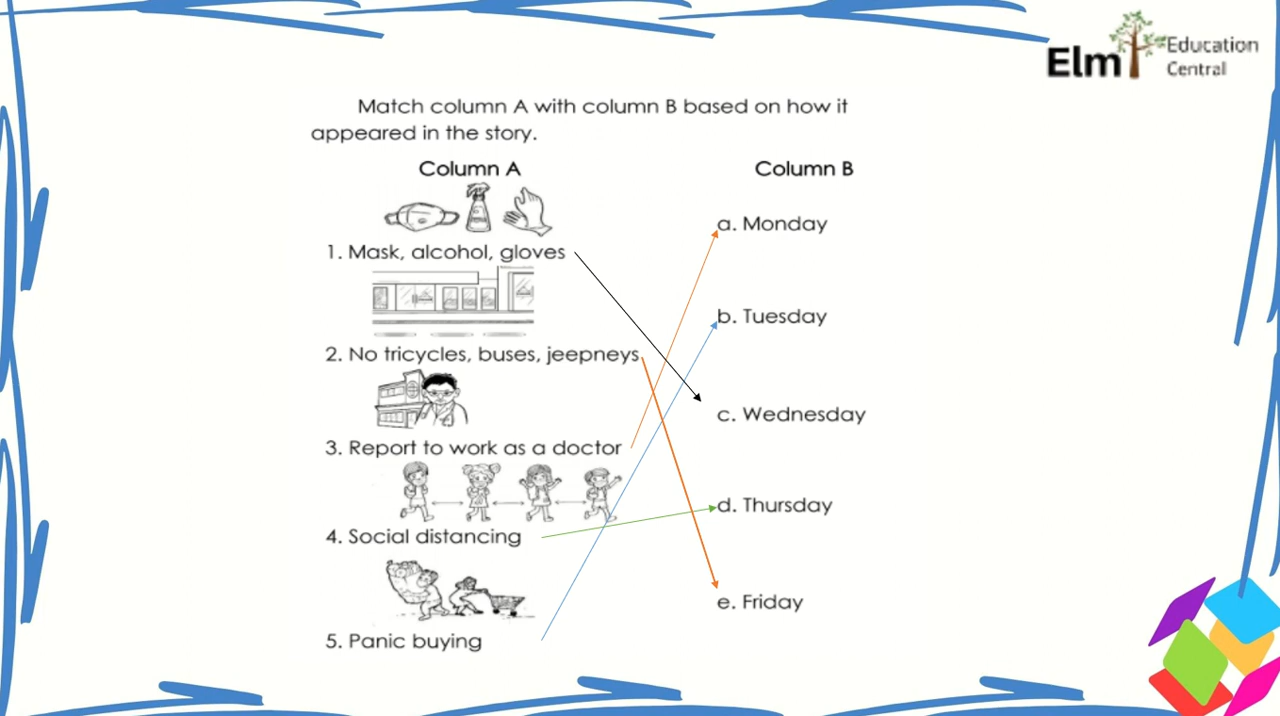 Elm Education
Central
Match column A with column B based on how it
appeared in the story.
Column A
Column B
a. Monday
1. Mask, alcohol, gloves
b. Tuesday
2. No tricycles, buses, jeepneys
c. Wednesday
3. Report to work as a doctor
d. Thursday
4. Social distancing
e. Friday
5. Panic buying